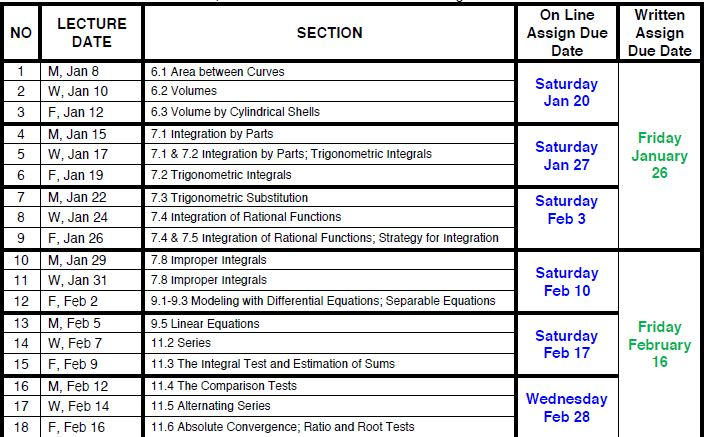 NO LECTURE DATE SECTION On Line Assign Due Date Written Assign Due Date
1 M, Jan 8 6.1 Area between Curves
2 W, Jan 10 6.2 Volumes
3 F, Jan 12 6.3 Volume by Cylindrical Shells
Saturday
Jan 20
4 M, Jan 15 7.1 Integration by Parts
5 W, Jan 17 7.1 & 7.2 Integration by Parts; Trigonometric Integrals
6 F, Jan 19 7.2 Trigonometric Integrals
Saturday
Jan 27
7 M, Jan 22 7.3 Trigonometric Substitution
8 W, Jan 24 7.4 Integration of Rational Functions
9 F, Jan 26 7.4 & 7.5 Integration of Rational Functions; Strategy for Integration
Saturday
Feb 3
Friday
January
26
10 M, Jan 29 7.8 Improper Integrals
11 W, Jan 31 7.8 Improper Integrals
12 F, Feb 2 9.1-9.3 Modeling with Differential Equations; Separable Equations
Saturday
Feb 10
13 M, Feb 5 9.5 Linear Equations
14 W, Feb 7 11.2 Series
15 F, Feb 9 11.3 The Integral Test and Estimation of Sums
Saturday
Feb 17
16 M, Feb 12 11.4 The Comparison Tests
17 W, Feb 14 11.5 Alternating Series
18 F, Feb 16 11.6 Absolute Convergence; Ratio and Root Tests
Wednesday
Feb 28
Friday
February
16